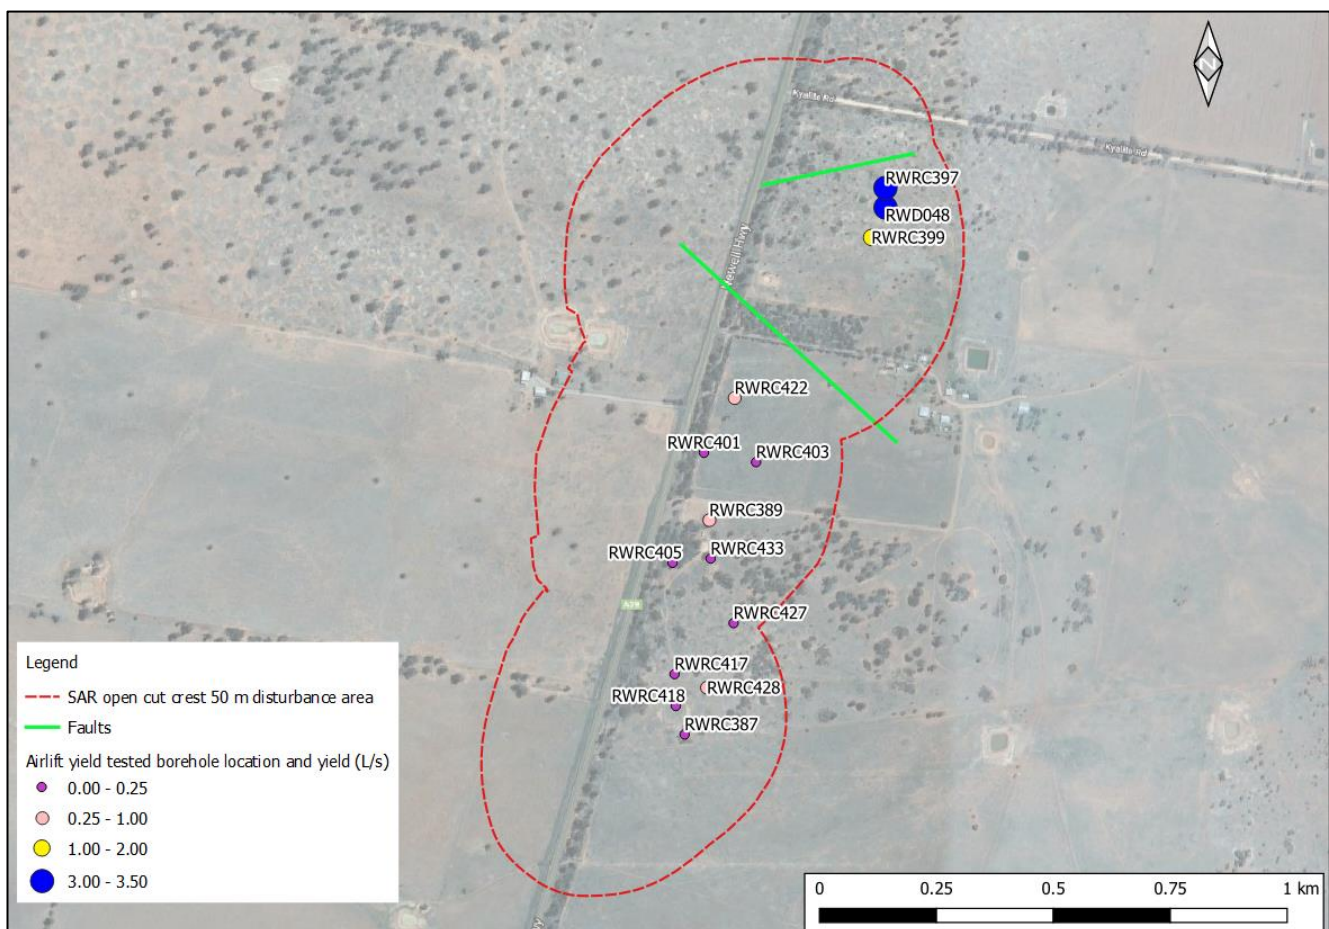 N
Kyalite Rd
Kyalite Rd
RWRC397
RWD048
RWRC399
Newell Hwy
RWRC422
RWRC401
RWRC403
RWRC389
RWRC405
RWRC433
A39
RWRC427
RWRC417
RWRC428
RWRC418
RWRC387
Legend
SAR open cut crest 50 m disturbance area
Faults
Airlift yield tested borehole location and yield (L/s)
0.00 - 0.25
0.25 - 1.00
1.00 - 2.00
3.00 - 3.50
0 0.25 0.5 0.75 1 km